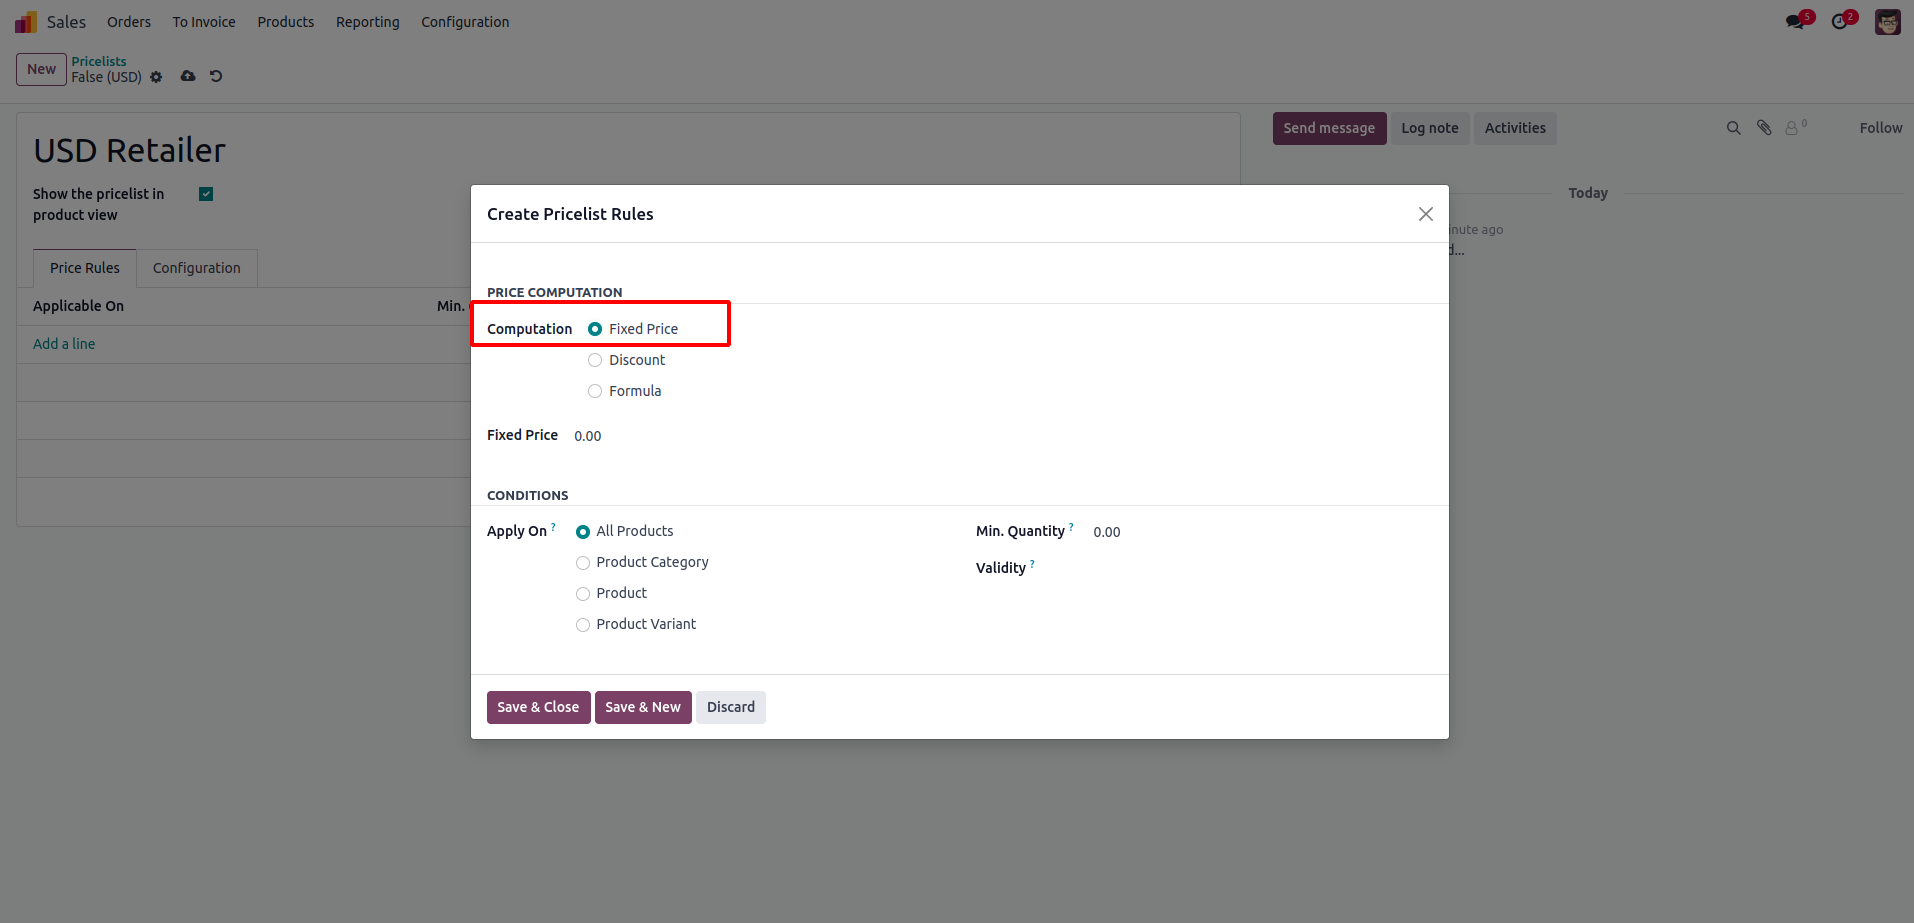 Sales Orders To Invoice Products Reporting Configuration 5 2
New Pricelists
False (USD)
USD Retailer
Show the pricelist in
product view
Price Rules Configuration
Applicable On Min.
Add a line
Send message Log note Activities 0 Follow
Today
ago
Create Pricelist Rules
PRICE COMPUTATION
Computation Fixed Price
Discount
Formula
Fixed Price 0.00
CONDITIONS
Apply On ? All Products
Product Category
Product
Product Variant
Min. Quantity ? 0.00
Validity ?
Save & Close Save & New Discard